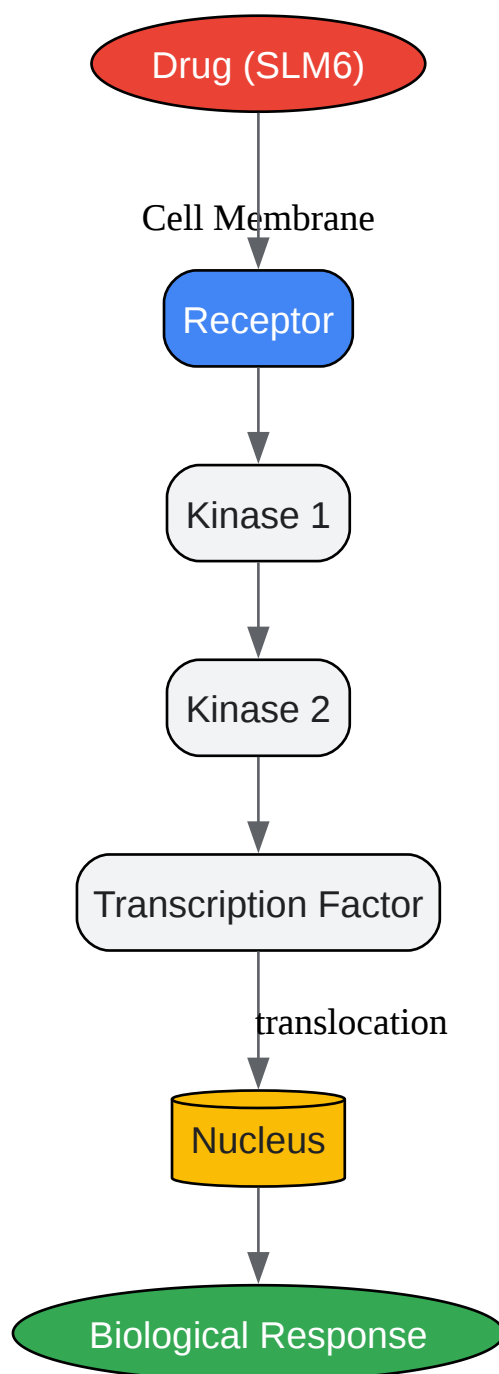 Drug (SLM6)
Cell Membrane
Receptor
Kinase 1
Kinase 2
Transcription Factor
translocation
Nucleus
Biological Response